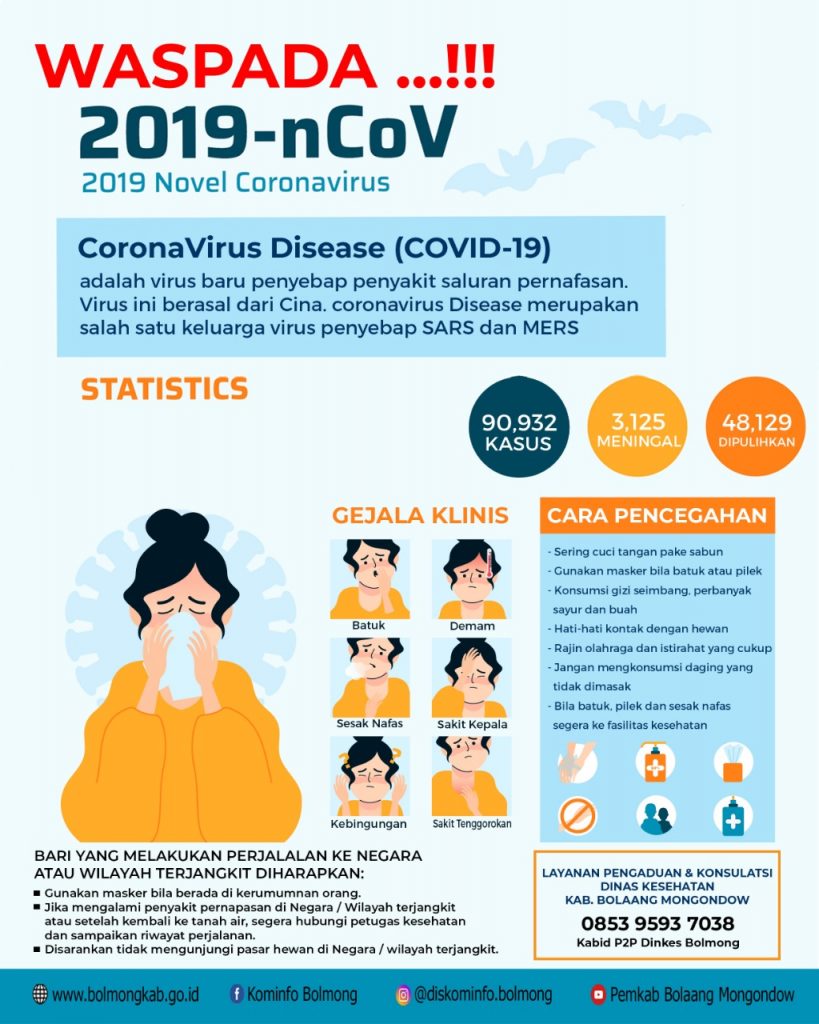 WASPADA ...!!!
2019-nCoV
2019 Novel Coronavirus
CoronaVirus Disease (COVID-19)
adalah virus baru penyebap penyakit saluran pernafasan.
Virus ini berasal dari Cina. coronavirus Disease merupakan
salah satu keluarga virus penyebap SARS dan MERS
STATISTICS
90,932
KASUS
3,125
MENINGAL
48,129
DIPULIHKAN
GEJALA KLINIS
Batuk
Demam
Sesak Nafas
Sakit Kepala
Kebingungan
Sakit Tenggorokan
CARA PENCEGAHAN
- Sering cuci tangan pake sabun
- Gunakan masker bila batuk atau pilek
- Konsumsi gizi seimbang, perbanyak
sayur dan buah
- Hati-hati kontak dengan hewan
- Rajin olahraga dan istirahat yang cukup
- Jangan mengkonsumsi daging yang
tidak dimasak
- Bila batuk, pilek dan sesak nafas
segera ke fasilitas kesehatan
BARI YANG MELAKUKAN PERJALALAN KE NEGARA
ATAU WILAYAH TERJANGKIT DIHARAPKAN:
▪ Gunakan masker bila berada di kerumumnan orang.
▪ Jika mengalami penyakit pernapasan di Negara / Wilayah terjangkit
atau setelah kembali ke tanah air, segera hubungi petugas kesehatan
dan sampaikan riwayat perjalanan.
▪ Disarankan tidak mengunjungi pasar hewan di Negara / wilayah terjangkit.
LAYANAN PENGADUAN & KONSULATSI
DINAS KESEHATAN
KAB. BOLAANG MONGONDOW
0853 9593 7038
Kabid P2P Dinkes Bolmong
www.bolmongkab.go.id
Kominfo Bolmong
@diskominfo.bolmong
Pemkab Bolaang Mongondow